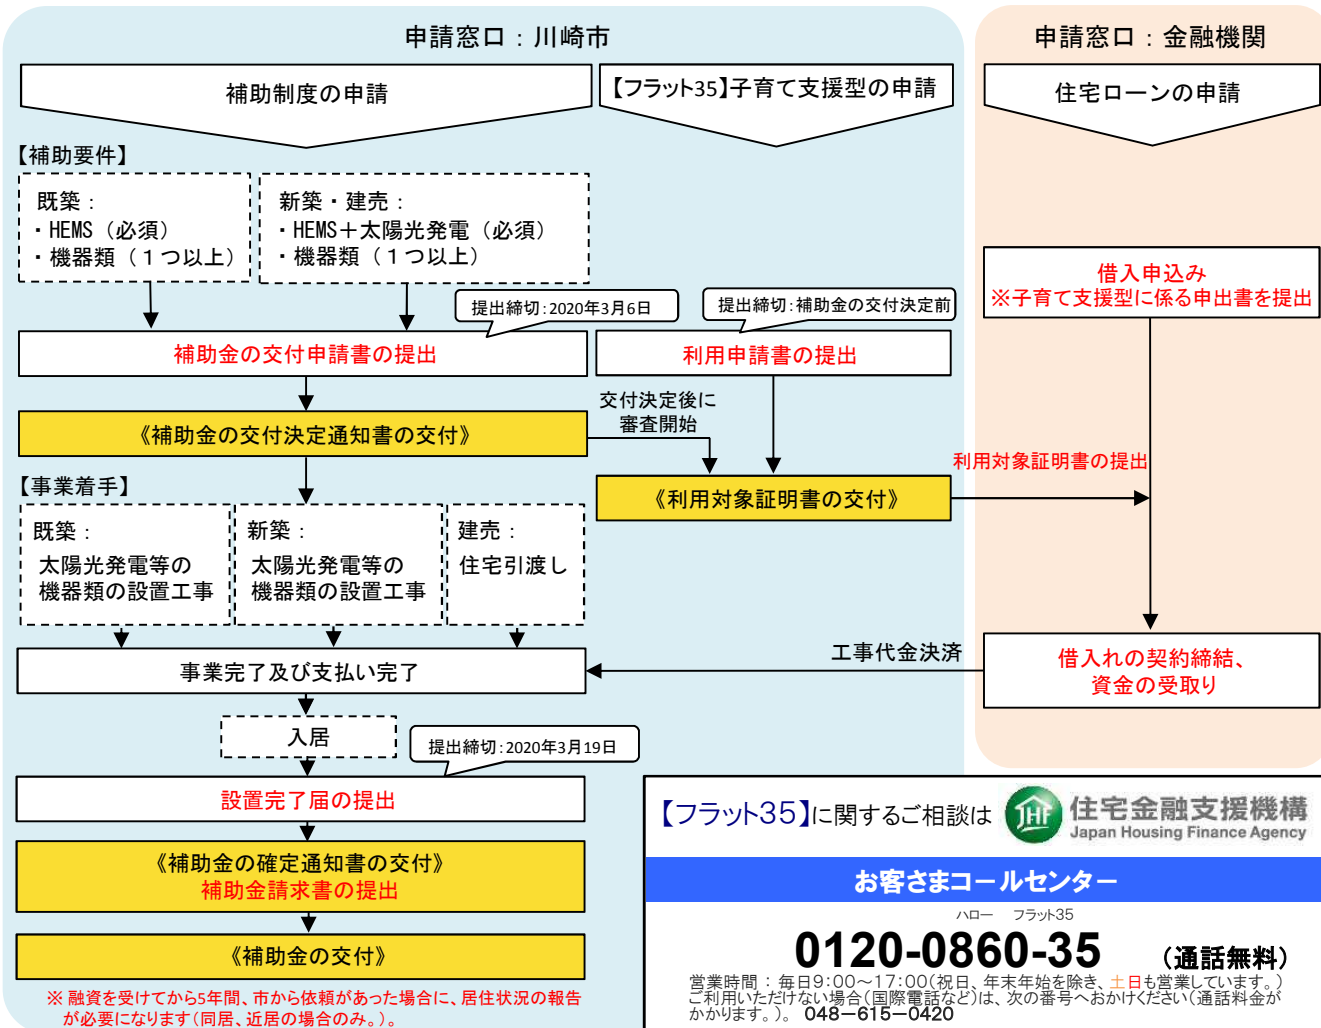 申請窓口：川崎市
補助制度の申請
【フラット35】子育て支援型の申請
申請窓口：金融機関
住宅ローンの申請
【補助要件】
既築：
・HEMS（必須）
・機器類（１つ以上）
新築・建売：
・HEMS＋太陽光発電（必須）
・機器類（１つ以上）
提出締切：2020年3月6日
提出締切：補助金の交付決定前
借入申込み
※子育て支援型に係る申出書を提出
補助金の交付申請書の提出
利用申請書の提出
《補助金の交付決定通知書の交付》
交付決定後に
審査開始
利用対象証明書の提出
《利用対象証明書の交付》
【事業着手】
既築：
太陽光発電等の
機器類の設置工事
新築：
太陽光発電等の
機器類の設置工事
建売：
住宅引渡し
事業完了及び支払い完了
工事代金決済
借入れの契約締結、
資金の受取り
入居
提出締切：2020年3月19日
設置完了届の提出
《補助金の確定通知書の交付》
補助金請求書の提出
《補助金の交付》
※ 融資を受けてから5年間、市から依頼があった場合に、居住状況の報告
が必要になります（同居、近居の場合のみ。）。
【フラット35】に関するご相談は
JHF
住宅金融支援機構
Japan Housing Finance Agency
お客さまコールセンター
ハロー フラット35
0120-0860-35 （通話無料）
営業時間：毎日9:00～17:00（祝日、年末年始を除き、土日も営業しています。）
ご利用いただけない場合（国際電話など）は、次の番号へおかけください（通話料金が
かかります。）。 048－615－0420